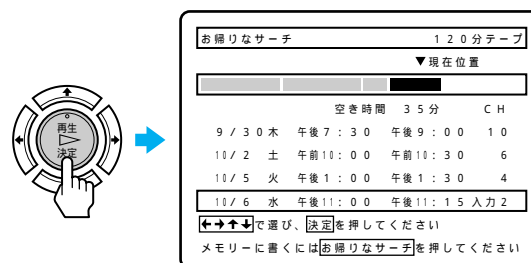 お帰りなサーチ 120分テープ
▼現在位置
空き時間 35分 CH
9/30木 午後7:30 午後9:00 10
10/2 土 午前10:00 午前10:30 6
10/5 火 午後1:00 午後1:30 4
10/6 水 午後11:00 午後11:15 入力2
←→↑↓で選び、決定を押してください
メモリーに書くにはお帰りなサーチを押してください
再生
決定